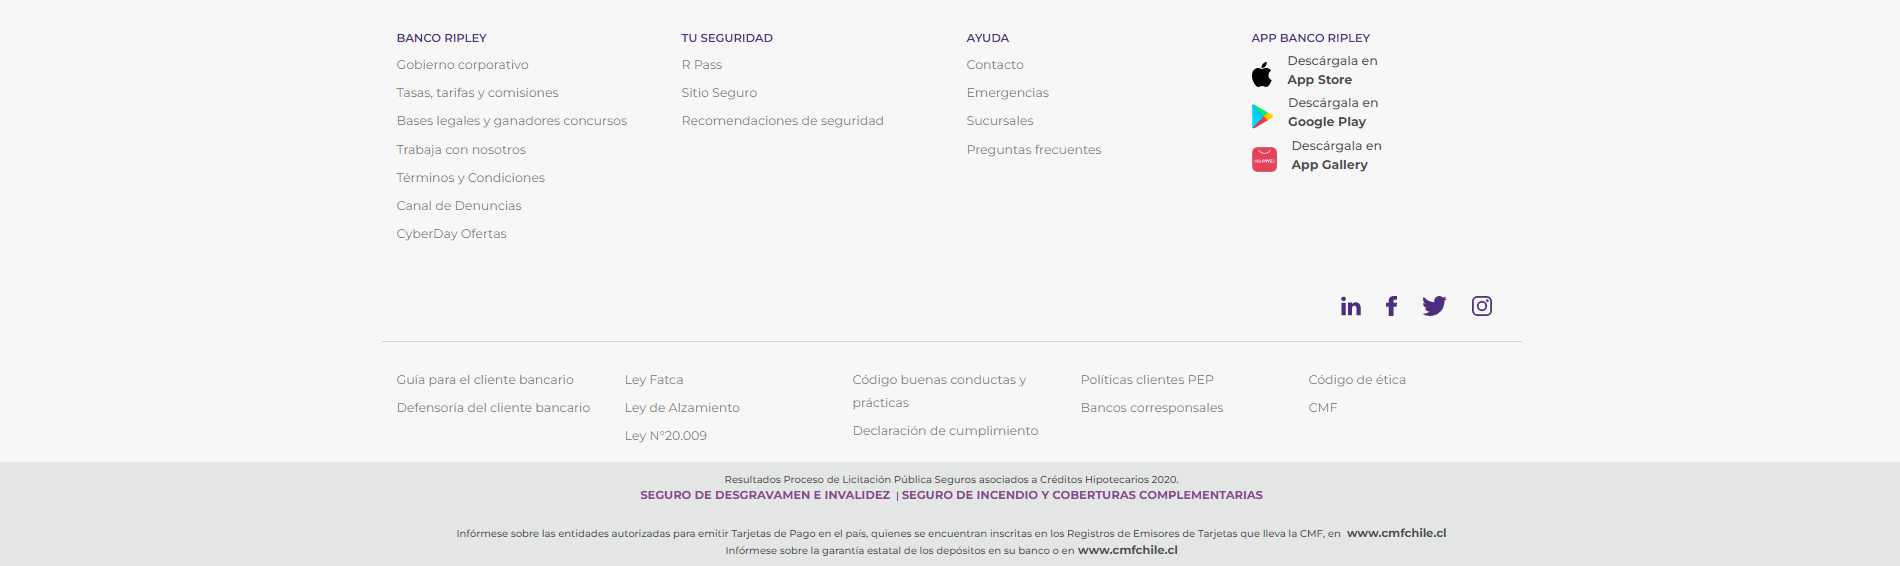 BANCO RIPLEY
Gobierno corporativo
Tasas, tarifas y comisiones
Bases legales y ganadores concursos
Trabaja con nosotros
Términos y Condiciones
Canal de Denuncias
CyberDay Ofertas
TU SEGURIDAD
R Pass
Sitio Seguro
Recomendaciones de seguridad
AYUDA
Contacto
Emergencias
Sucursales
Preguntas frecuentes
APP BANCO RIPLEY
Descárgala en
App Store
Descárgala en
Google Play
HUAWEI
Descárgala en
App Gallery
Guía para el cliente bancario
Defensoría del cliente bancario
Ley Fatca
Ley de Alzamiento
Ley N°20.009
Código buenas conductas y
prácticas
Declaración de cumplimiento
Políticas clientes PEP
Bancos corresponsales
Código de ética
CMF
Resultados Proceso de Licitación Pública Seguros asociados a Créditos Hipotecarios 2020.
SEGURO DE DESGRAVAMEN E INVALIDEZ | SEGURO DE INCENDIO Y COBERTURAS COMPLEMENTARIAS
Infórmese sobre las entidades autorizadas para emitir Tarjetas de Pago en el país, quienes se encuentran inscritas en los Registros de Emisores de Tarjetas que lleva la CMF, en www.cmfchile.cl
Infórmese sobre la garantía estatal de los depósitos en su banco o en www.cmfchile.cl